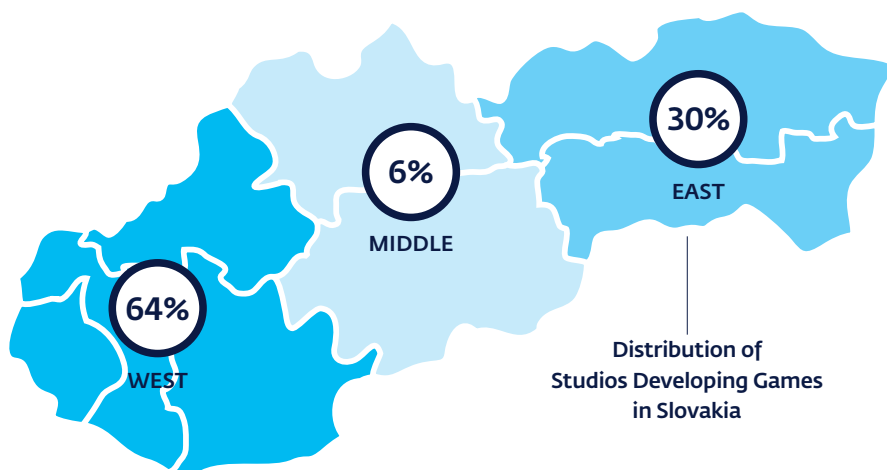 30%
EAST
6%
MIDDLE
64%
WEST
Distribution of
Studios Developing Games
in Slovakia